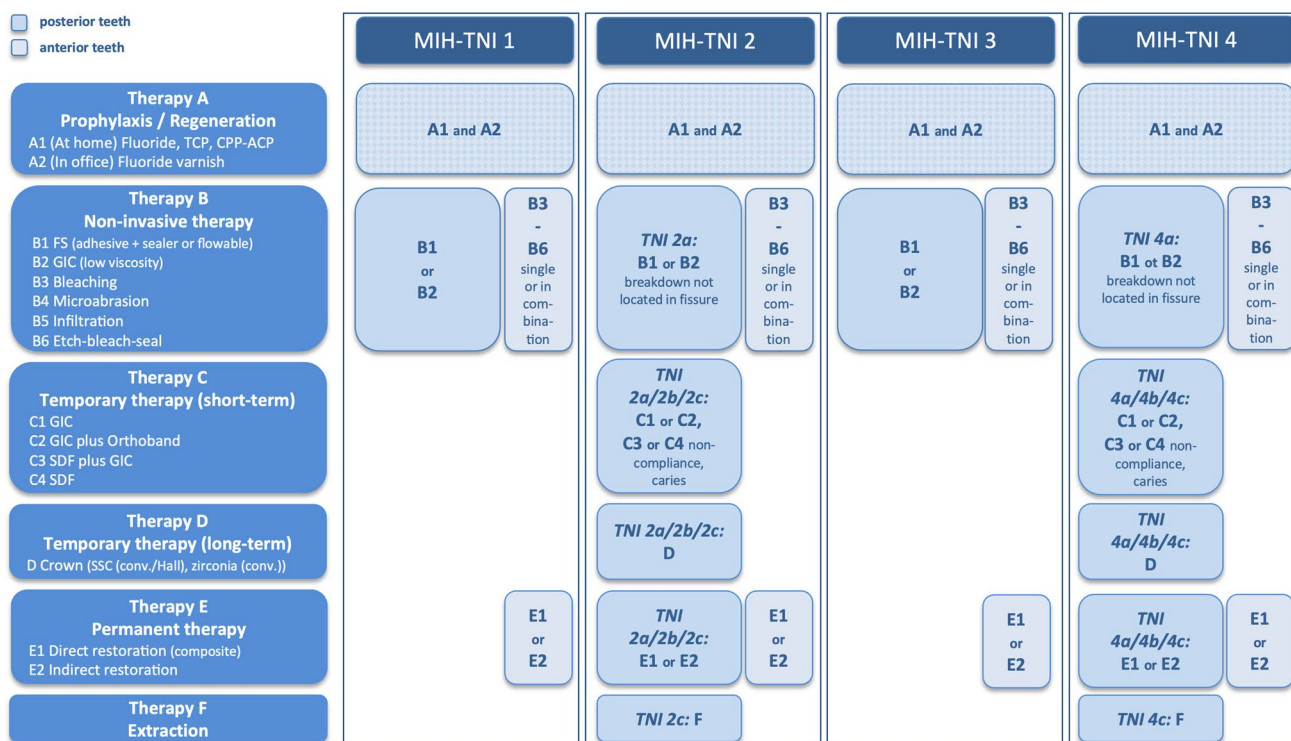 posterior teeth
anterior teeth
MIH-TNI 1
MIH-TNI 2
MIH-TNI 3
MIH-TNI 4
Therapy A
Prophylaxis / Regeneration
A1 (At home) Fluoride, TCP, CPP-ACP
A2 (In office) Fluoride varnish
A1 and A2
A1 and A2
A1 and A2
A1 and A2
Therapy B
Non-invasive therapy
B1 FS (adhesive + sealer or flowable)
B2 GIC (low viscosity)
B3 Bleaching
B4 Microabrasion
B5 Infiltration
B6 Etch-bleach-seal
B1
or
B2
B3
-
B6
single
or in
com-
bina-
tion
TNI 2a:
B1 or B2
breakdown not
located in fissure
B3
-
B6
single
or in
com-
bina-
tion
B1
or
B2
B3
-
B6
single
or in
com-
bina-
tion
TNI 4a:
B1 ot B2
breakdown not
located in fissure
B3
-
B6
single
or in
com-
bina-
tion
Therapy C
Temporary therapy (short-term)
C1 GIC
C2 GIC plus Orthoband
C3 SDF plus GIC
C4 SDF
TNI
2a/2b/2c:
C1 or C2,
C3 or C4 non-
compliance,
caries
TNI
4a/4b/4c:
C1 or C2,
C3 or C4 non-
compliance,
caries
Therapy D
Temporary therapy (long-term)
D Crown (SSC (conv./Hall), zirconia (conv.))
TNI 2a/2b/2c:
D
TNI
4a/4b/4c:
D
Therapy E
Permanent therapy
E1 Direct restoration (composite)
E2 Indirect restoration
E1
or
E2
TNI
2a/2b/2c:
E1 or E2
E1
or
E2
E1
or
E2
TNI
4a/4b/4c:
E1 or E2
E1
or
E2
Therapy F
Extraction
TNI 2c: F
TNI 4c: F